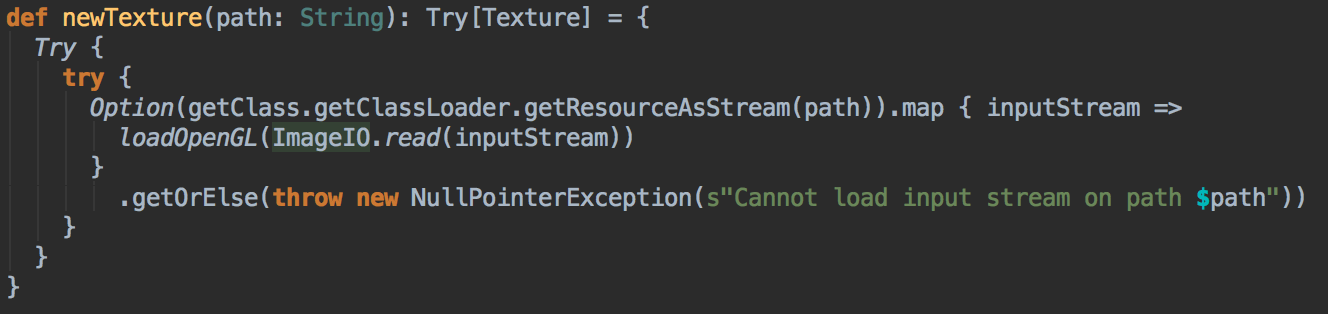 def newTexture(path: String): Try[Texture] = {
  Try {
    try {
      Option(getClass.getClassLoader.getResourceAsStream(path)).map { inputStream =>
        loadOpenGL(ImageIO.read(inputStream))
      }
        .getOrElse(throw new NullPointerException(s"Cannot load input stream on path $path"))
    }
  }
}